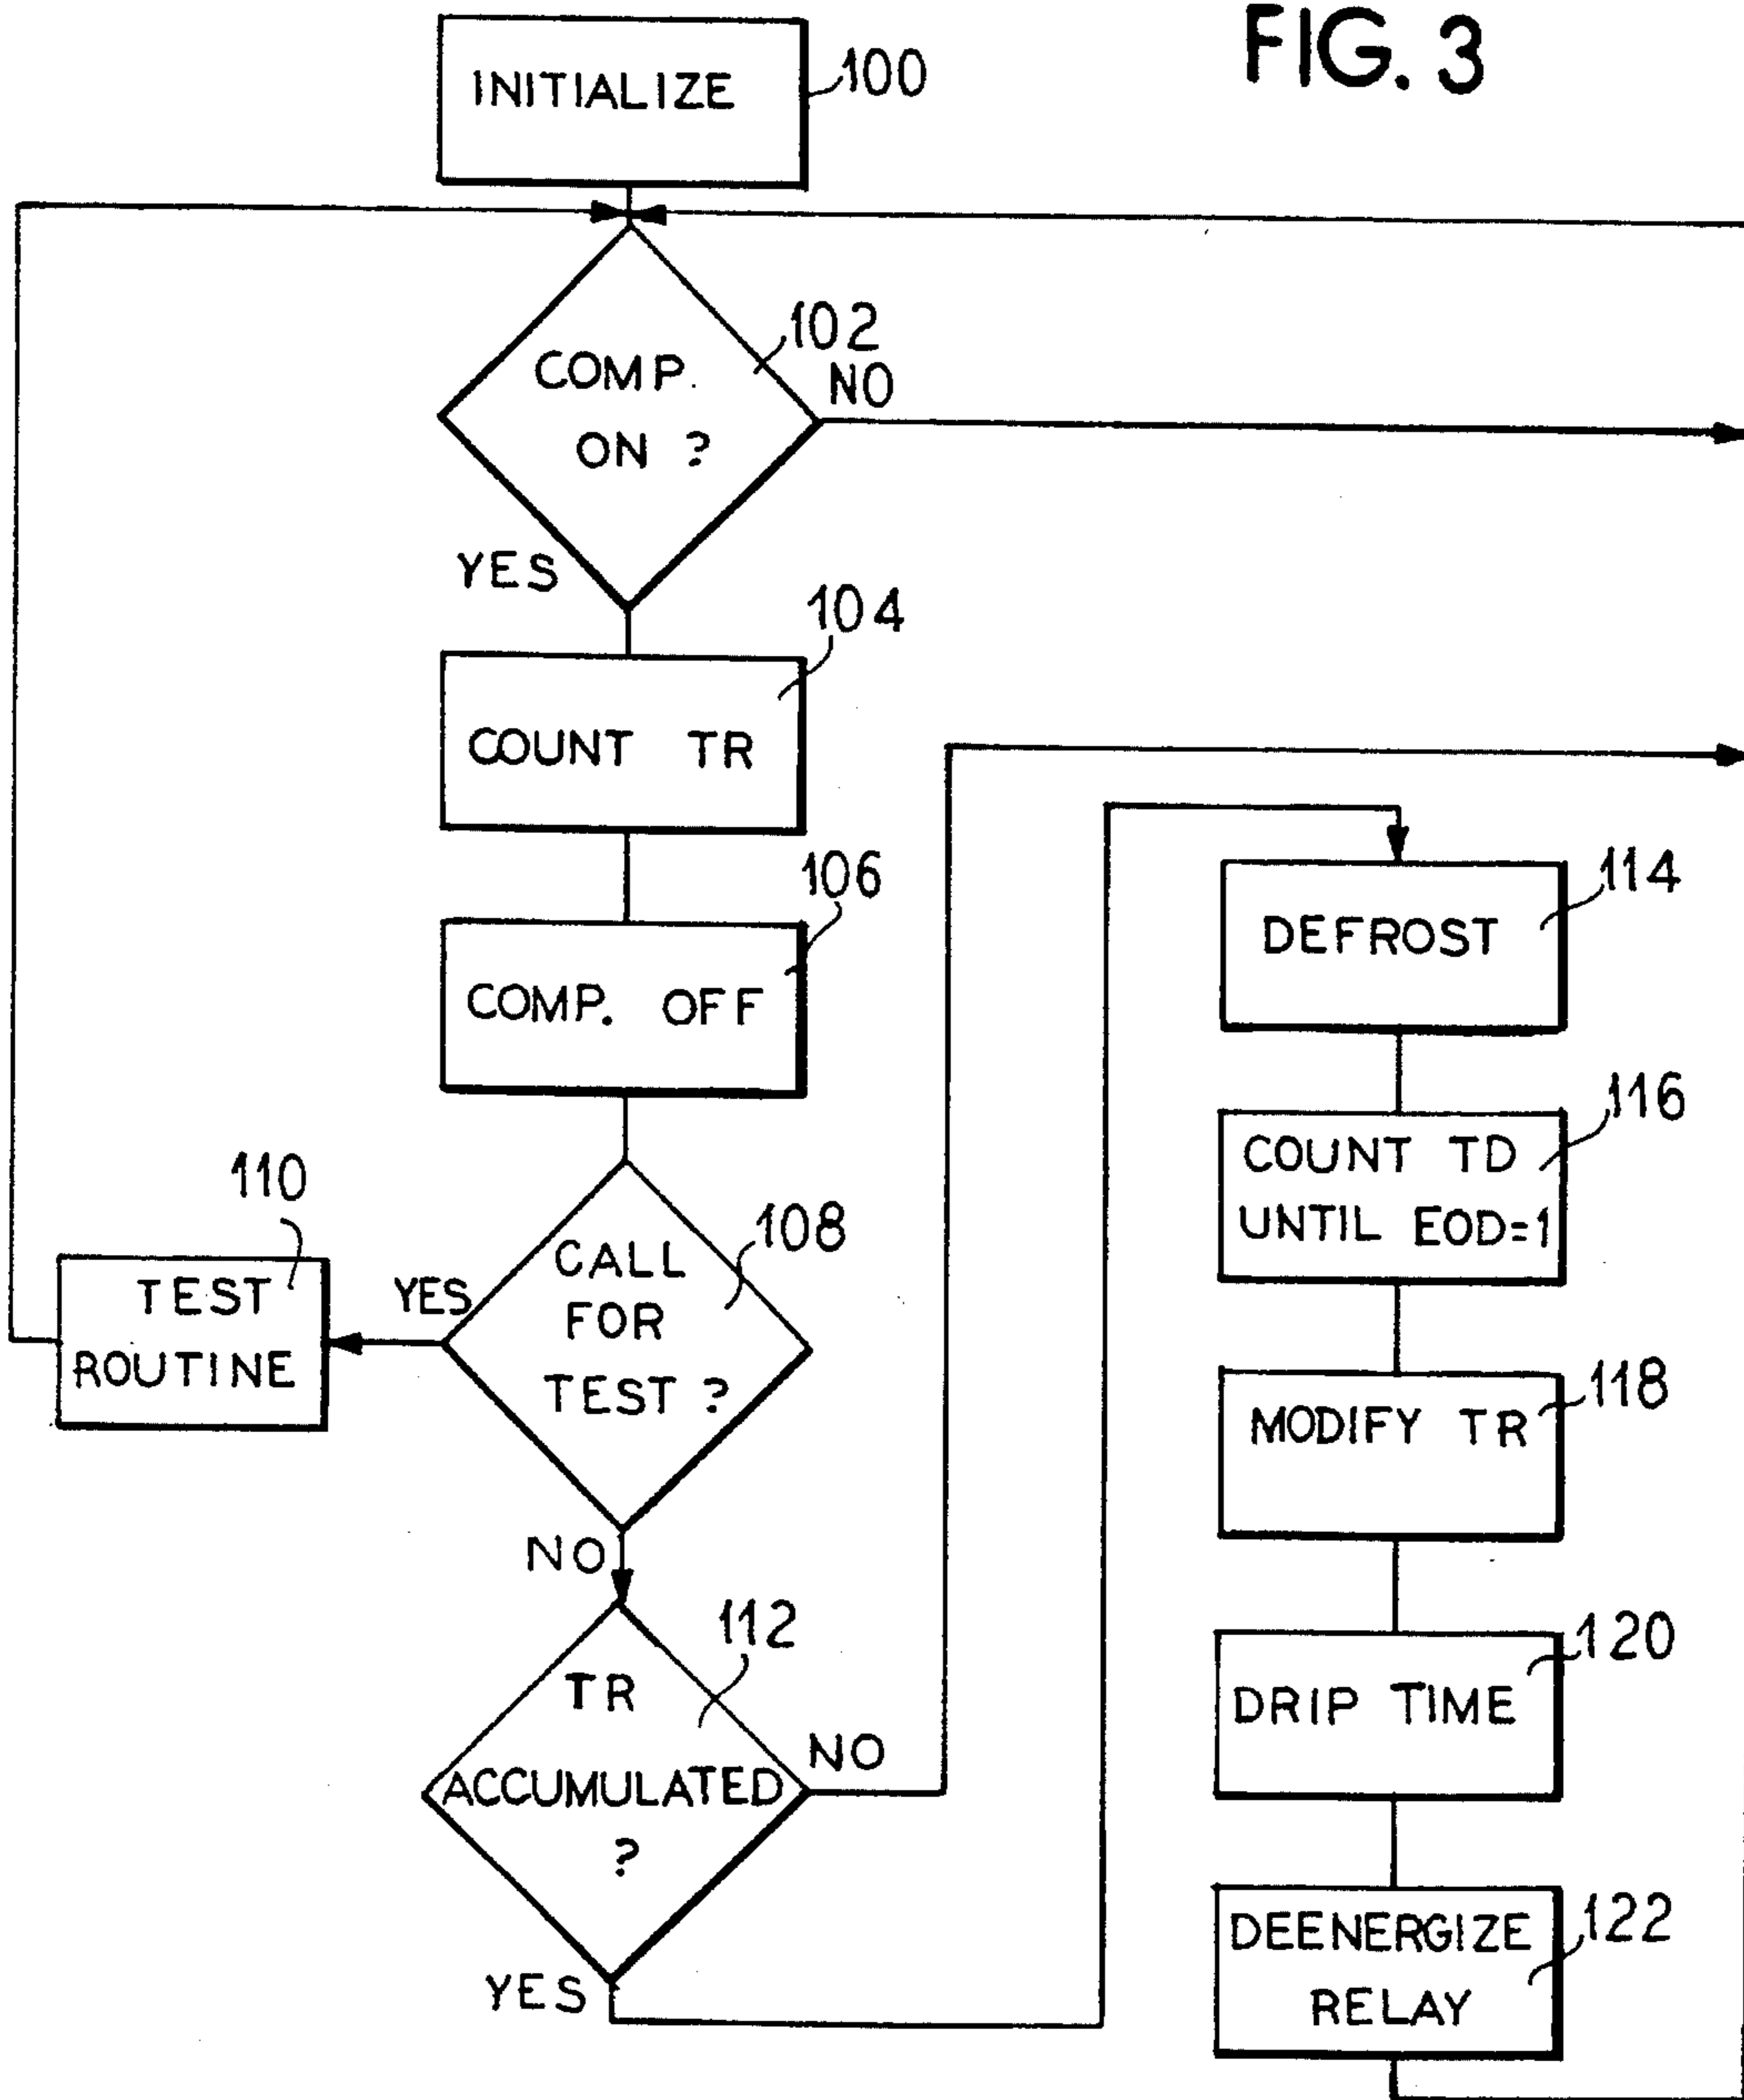 FIG. 3
INITIALIZE
100
COMP.
ON ?
102
NO
YES
COUNT TR
104
COMP. OFF
106
CALL
FOR
TEST ?
108
YES
NO
TEST
ROUTINE
110
TR
ACCUMULATED
?
112
NO
YES
DEFROST
114
COUNT TD
UNTIL EOD=1
116
MODIFY TR
118
DRIP TIME
120
DEENERGIZE
RELAY
122